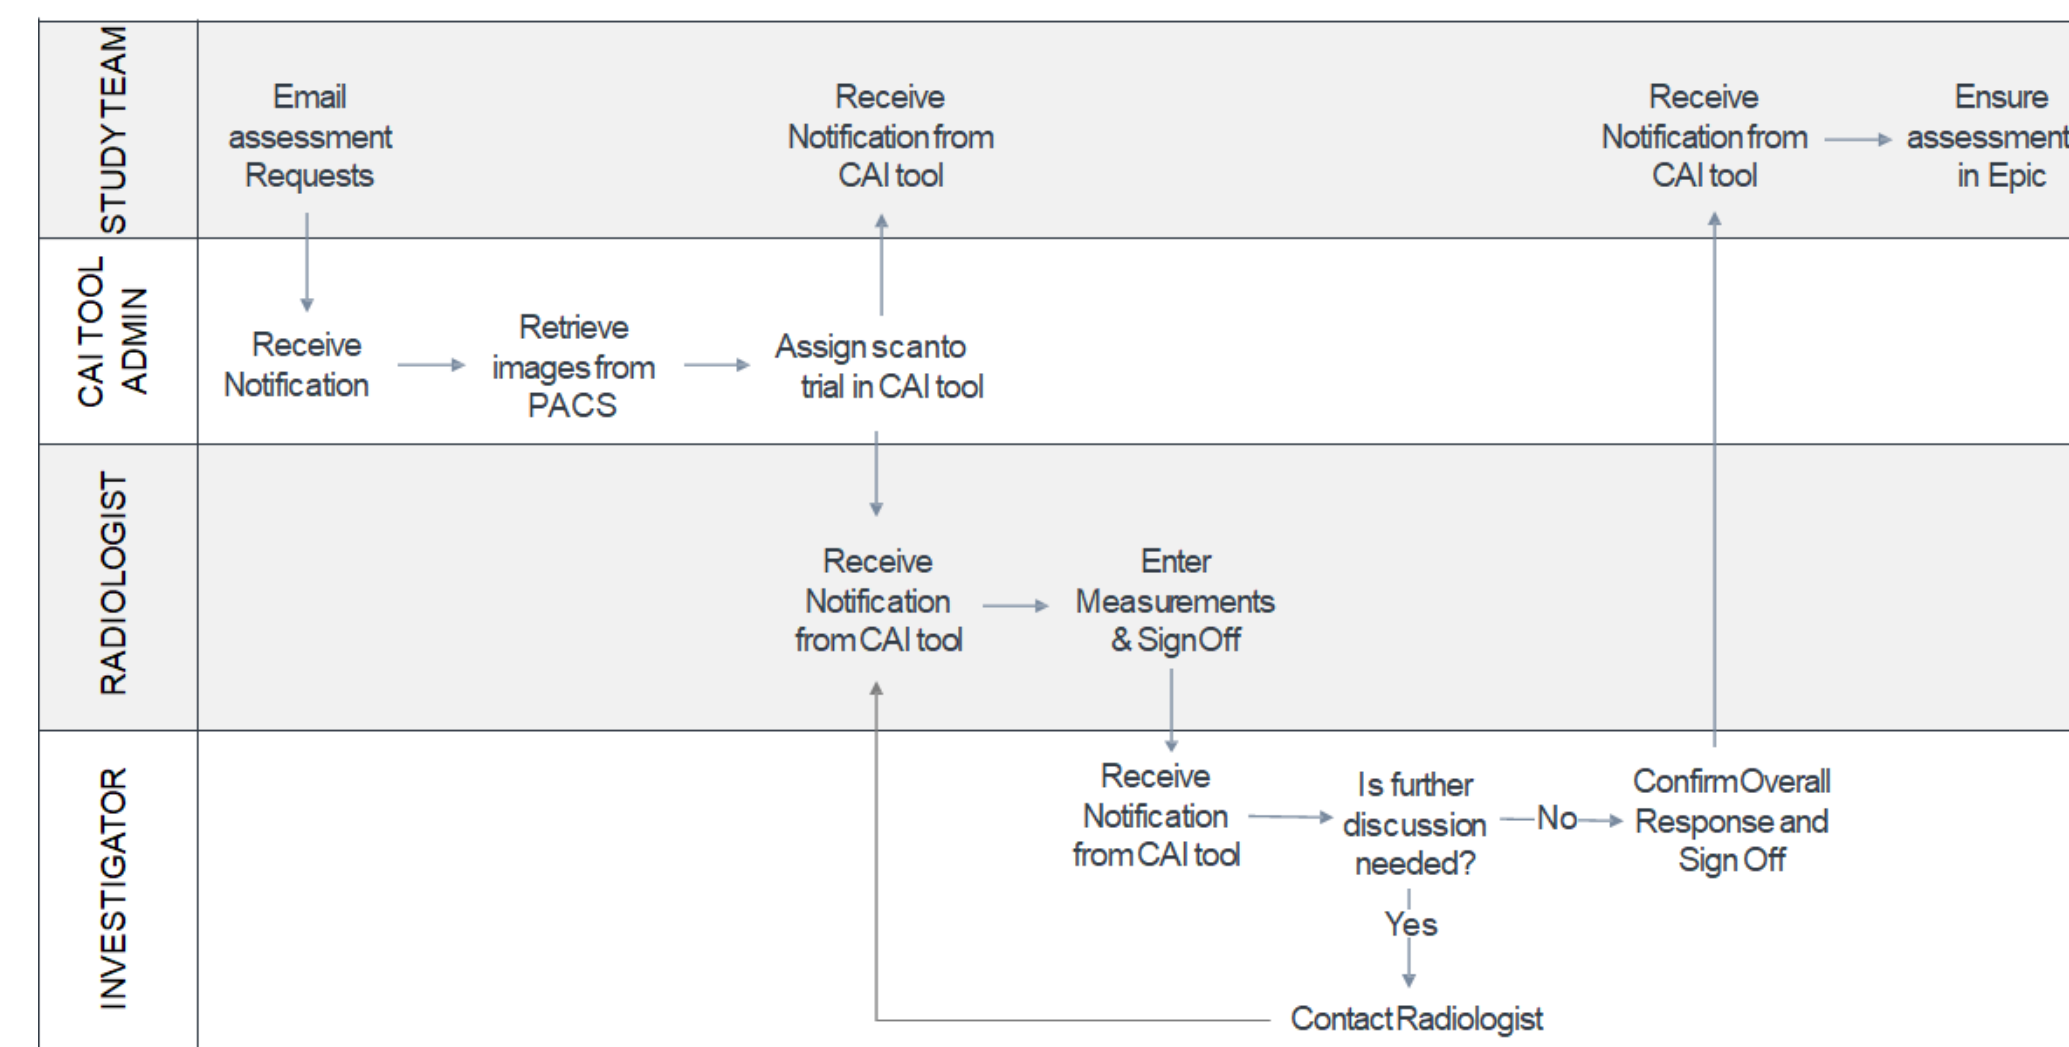 STUDY TEAM
Email
assessment
Requests
Receive
Notification from
CAI tool
Receive
Notification from
CAI tool
Ensure
assessment
in Epic
CAI TOOL
ADMIN
Receive
Notification
Retrieve
images from
PACS
Assign scan to
trial in CAI tool
RADIOLOGIST
Receive
Notification
from CAI tool
Enter
Measurements
& Sign Off
INVESTIGATOR
Receive
Notification
from CAI tool
Is further
discussion
needed?
No
Confirm Overall
Response and
Sign Off
Yes
Contact Radiologist